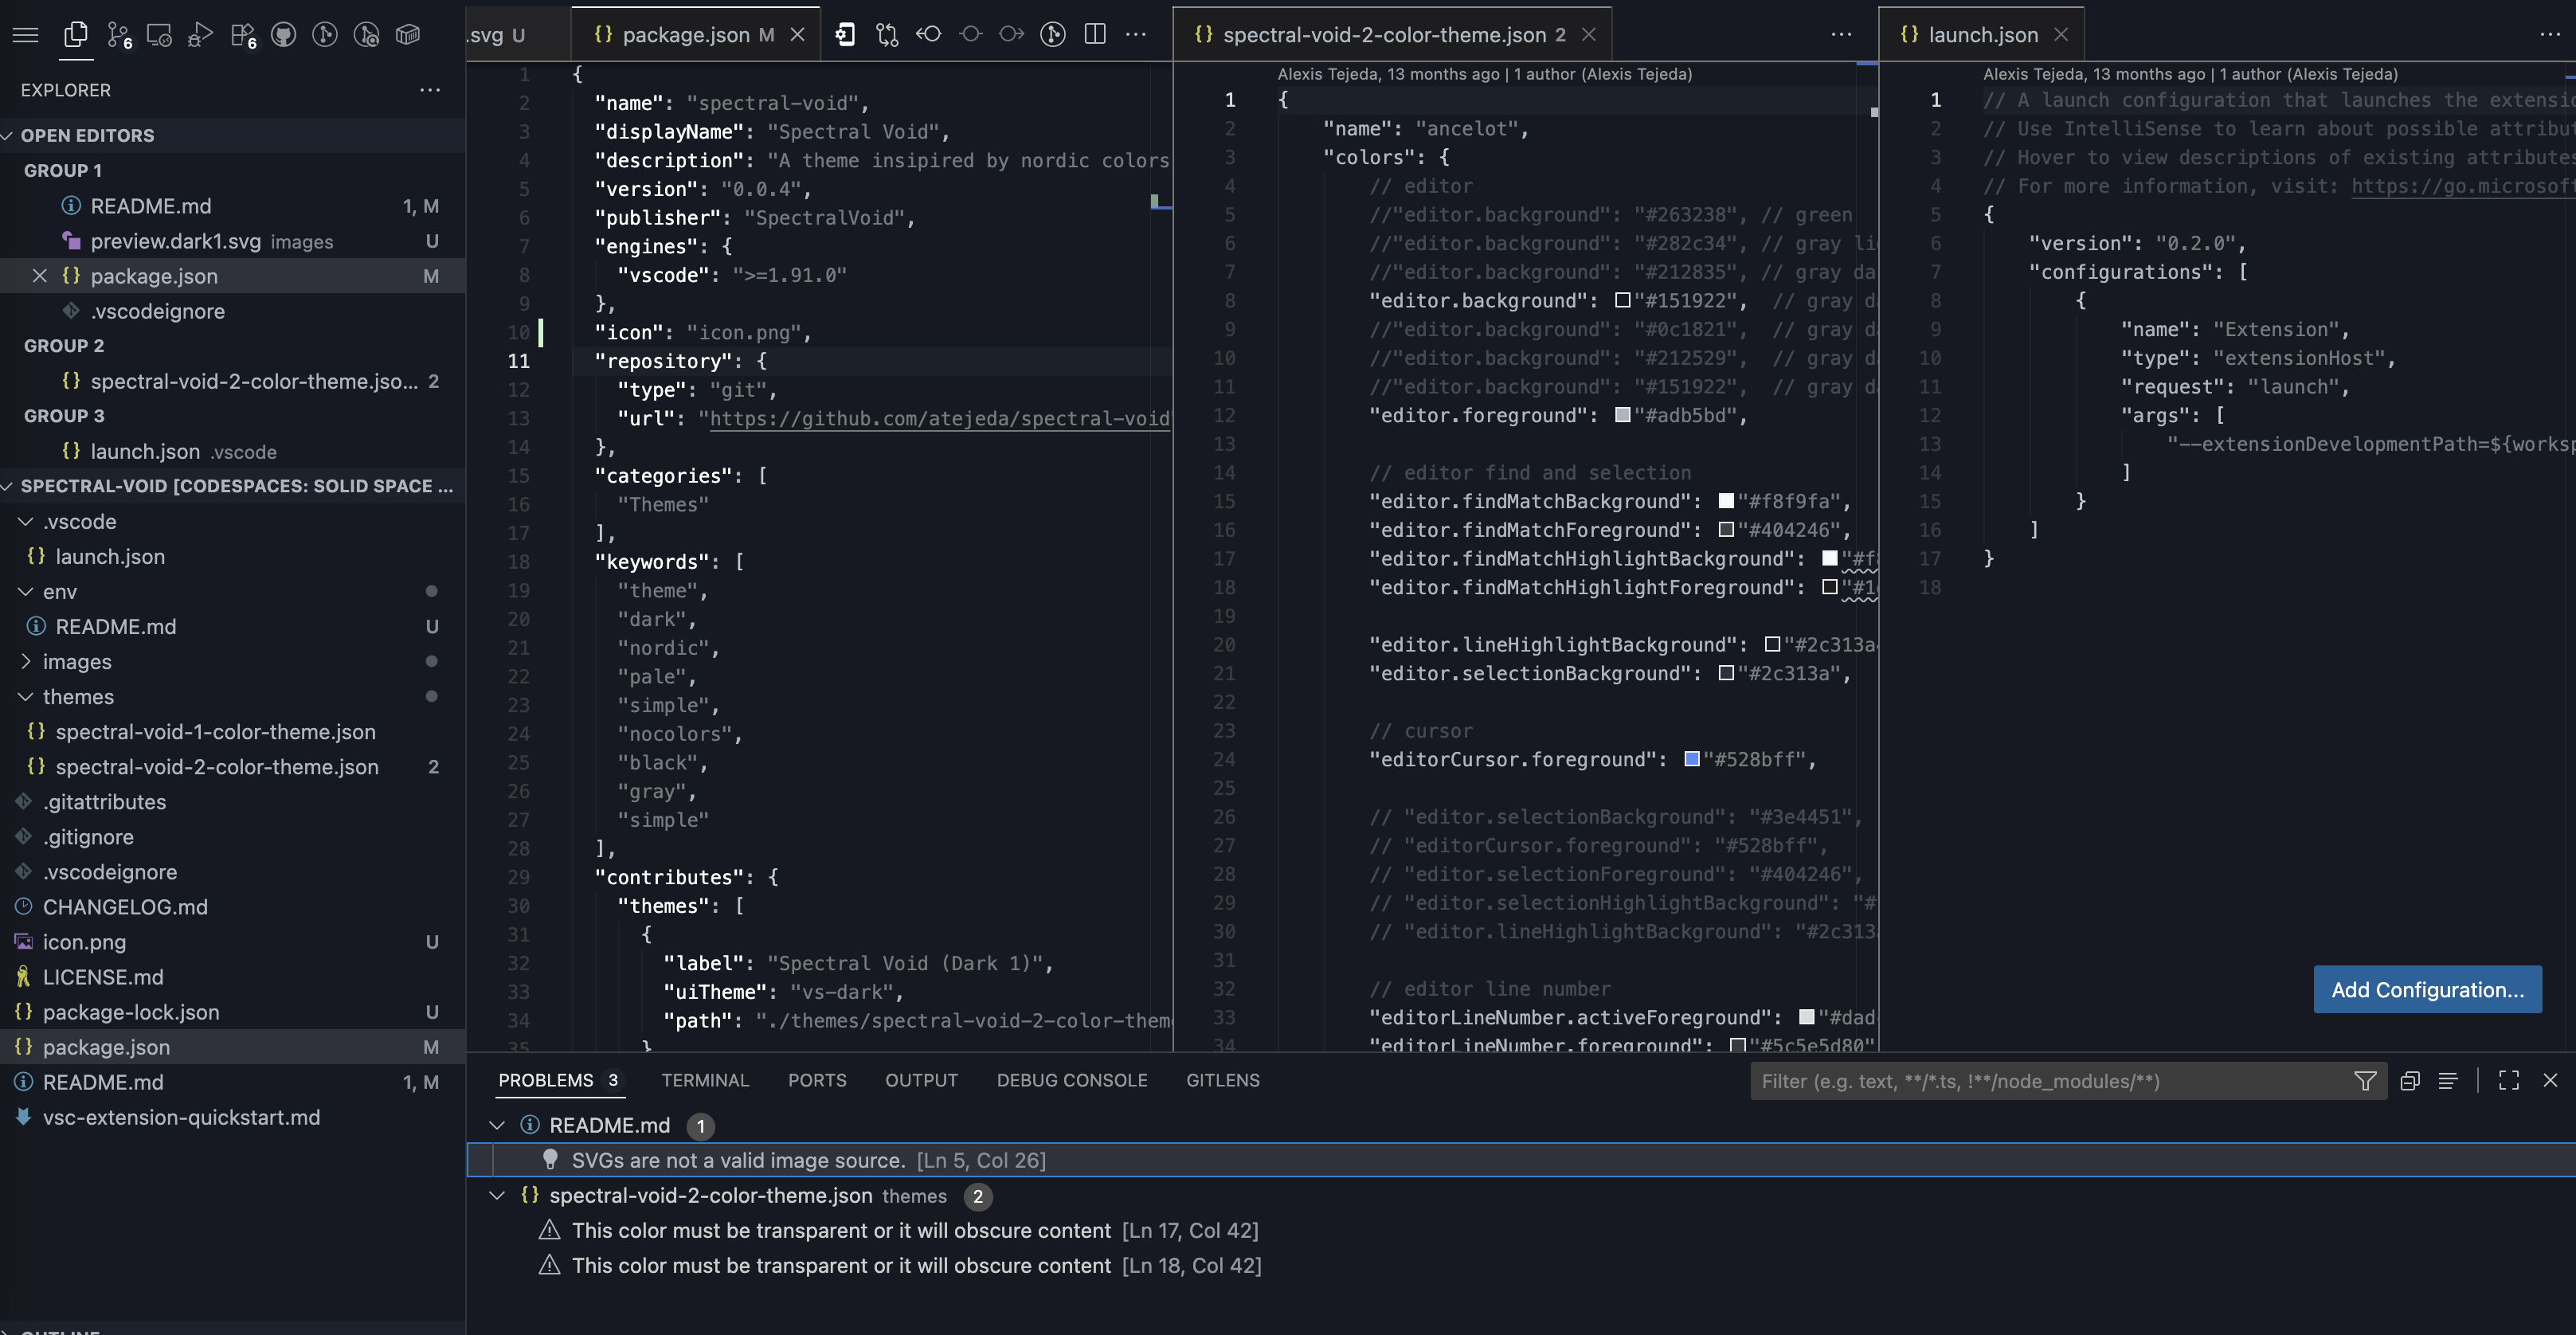 6
6
EXPLORER
OPEN EDITORS
GROUP 1
README.md 1, M
preview.dark1.svg images U
package.json M
.vscodeignore
GROUP 2
spectral-void-2-color-theme.jso... 2
GROUP 3
launch.json .vscode
SPECTRAL-VOID [CODESPACES: SOLID SPACE ...
.vscode
launch.json
env
README.md U
images
themes
spectral-void-1-color-theme.json
spectral-void-2-color-theme.json 2
.gitattributes
.gitignore
.vscodeignore
CHANGELOG.md
icon.png U
LICENSE.md
package-lock.json U
package.json M
README.md 1, M
vsc-extension-quickstart.md
OUTLINE
.svg U
package.json M
1 {
2 "name": "spectral-void",
3 "displayName": "Spectral Void",
4 "description": "A theme insipired by nordic colors
5 "version": "0.0.4",
6 "publisher": "SpectralVoid",
7 "engines": {
8 "vscode": ">=1.91.0"
9 },
10 "icon": "icon.png",
11 "repository": {
12 "type": "git",
13 "url": "https://github.com/atejeda/spectral-void
14 },
15 "categories": [
16 "Themes"
17 ],
18 "keywords": [
19 "theme",
20 "dark",
21 "nordic",
22 "pale",
23 "simple",
24 "nocolors",
25 "black",
26 "gray",
27 "simple"
28 ],
29 "contributes": {
30 "themes": [
31 {
32 "label": "Spectral Void (Dark 1)",
33 "uiTheme": "vs-dark",
34 "path": "./themes/spectral-void-2-color-them
35 }
spectral-void-2-color-theme.json 2
Alexis Tejeda, 13 months ago | 1 author (Alexis Tejeda)
1 {
2 "name": "ancelot",
3 "colors": {
4 // editor
5 //"editor.background": "#263238", // green
6 //"editor.background": "#282c34", // gray li
7 //"editor.background": "#212835", // gray da
8 "editor.background": "#151922", // gray da
9 //"editor.background": "#0c1821", // gray da
10 //"editor.background": "#212529", // gray da
11 //"editor.background": "#151922", // gray da
12 "editor.foreground": "#adb5bd",
13
14 // editor find and selection
15 "editor.findMatchBackground": "#f8f9fa",
16 "editor.findMatchForeground": "#404246",
17 "editor.findMatchHighlightBackground": "#f
18 "editor.findMatchHighlightForeground": "#1
19
20 "editor.lineHighlightBackground": "#2c313a
21 "editor.selectionBackground": "#2c313a",
22
23 // cursor
24 "editorCursor.foreground": "#528bff",
25
26 // "editor.selectionBackground": "#3e4451",
27 // "editorCursor.foreground": "#528bff",
28 // "editor.selectionForeground": "#404246",
29 // "editor.selectionHighlightBackground": "#
30 // "editor.lineHighlightBackground": "#2c313
31
32 // editor line number
33 "editorLineNumber.activeForeground": "#dad
34 "editorLineNumber.foreground": "#5c5e5d80"
launch.json
Alexis Tejeda, 13 months ago | 1 author (Alexis Tejeda)
1 // A launch configuration that launches the extensio
2 // Use IntelliSense to learn about possible attribut
3 // Hover to view descriptions of existing attributes
4 // For more information, visit: https://go.microsoft
5 {
6 "version": "0.2.0",
7 "configurations": [
8 {
9 "name": "Extension",
10 "type": "extensionHost",
11 "request": "launch",
12 "args": [
13 "--extensionDevelopmentPath=${worksp
14 ]
15 }
16 ]
17 }
18
Add Configuration...
PROBLEMS 3 TERMINAL PORTS OUTPUT DEBUG CONSOLE GITLENS
Filter (e.g. text, **/*.ts, !**/node_modules/**)
README.md 1
SVGs are not a valid image source. [Ln 5, Col 26]
spectral-void-2-color-theme.json themes 2
This color must be transparent or it will obscure content [Ln 17, Col 42]
This color must be transparent or it will obscure content [Ln 18, Col 42]